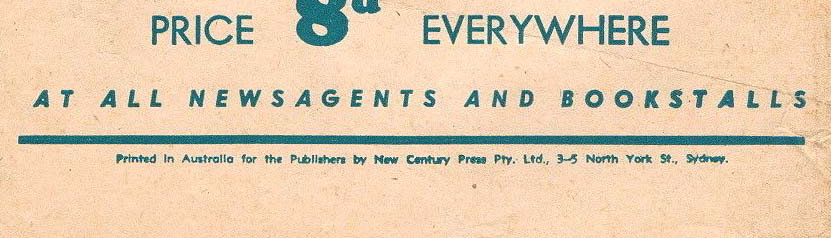 PRICE 8d EVERYWHERE
AT ALL NEWSAGENTS AND BOOKSTALLS
Printed in Australia for the Publishers by New Century Press Pty. Ltd., 3-5 North York St., Sydney.